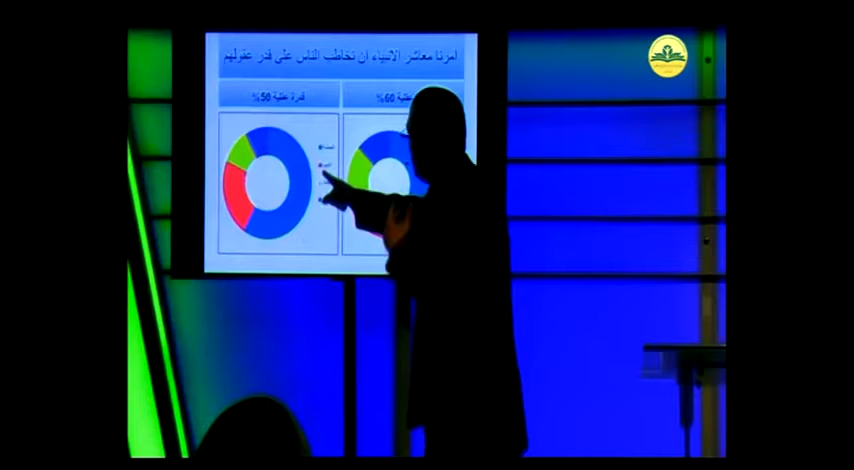 امرنا معاشر الانبياء ان نخاطب الناس على قدر عقولهم
عقلية 60%
قدرة عقلية 50%